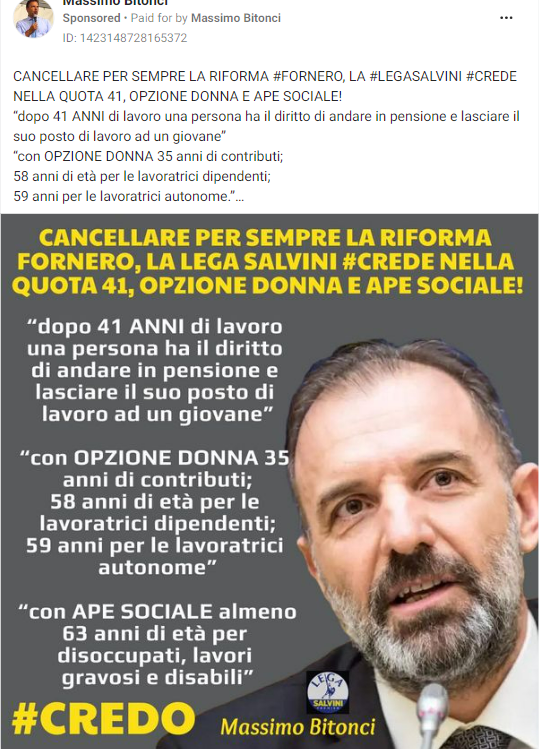 Massimo Bitonci
Sponsored • Paid for by Massimo Bitonci
ID: 1423148728165372
CANCELLARE PER SEMPRE LA RIFORMA #FORNERO, LA #LEGASALVINI #CREDE
NELLA QUOTA 41, OPZIONE DONNA E APE SOCIALE!
“dopo 41 ANNI di lavoro una persona ha il diritto di andare in pensione e lasciare il
suo posto di lavoro ad un giovane”
“con OPZIONE DONNA 35 anni di contributi;
58 anni di età per le lavoratrici dipendenti;
59 anni per le lavoratrici autonome.”...
CANCELLARE PER SEMPRE LA RIFORMA
FORNERO, LA LEGA SALVINI #CREDE NELLA
QUOTA 41, OPZIONE DONNA E APE SOCIALE!
“dopo 41 ANNI di lavoro
una persona ha il diritto
di andare in pensione e
lasciare il suo posto di
lavoro ad un giovane”
“con OPZIONE DONNA 35
anni di contributi;
58 anni di età per le
lavoratrici dipendenti;
59 anni per le lavoratrici
autonome”
“con APE SOCIALE almeno
63 anni di età per
disoccupati, lavori
gravosi e disabili”
LEGA
SALVINI
PREMIER
#CREDO
Massimo Bitonci